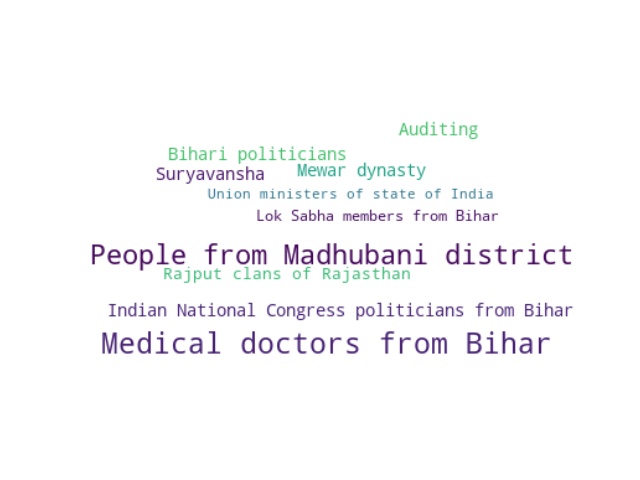 Auditing
Bihari politicians
Mewar dynasty
Suryavansha
Union ministers of state of India
Lok Sabha members from Bihar
People from Madhubani district
Rajput clans of Rajasthan
Indian National Congress politicians from Bihar
Medical doctors from Bihar